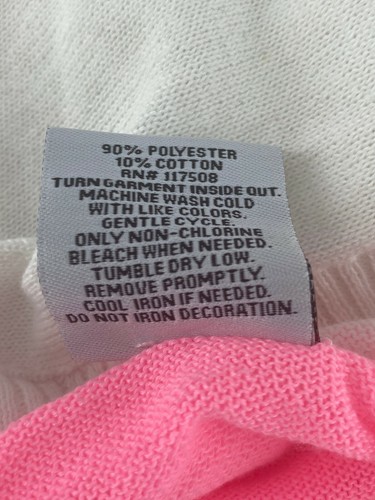 90% POLYESTER
10% COTTON
RN# 117508
TURN GARMENT INSIDE OUT.
MACHINE WASH COLD
WITH LIKE COLORS.
GENTLE CYCLE.
ONLY NON-CHLORINE
BLEACH WHEN NEEDED.
TUMBLE DRY LOW.
REMOVE PROMPTLY.
COOL IRON IF NEEDED.
DO NOT IRON DECORATION.